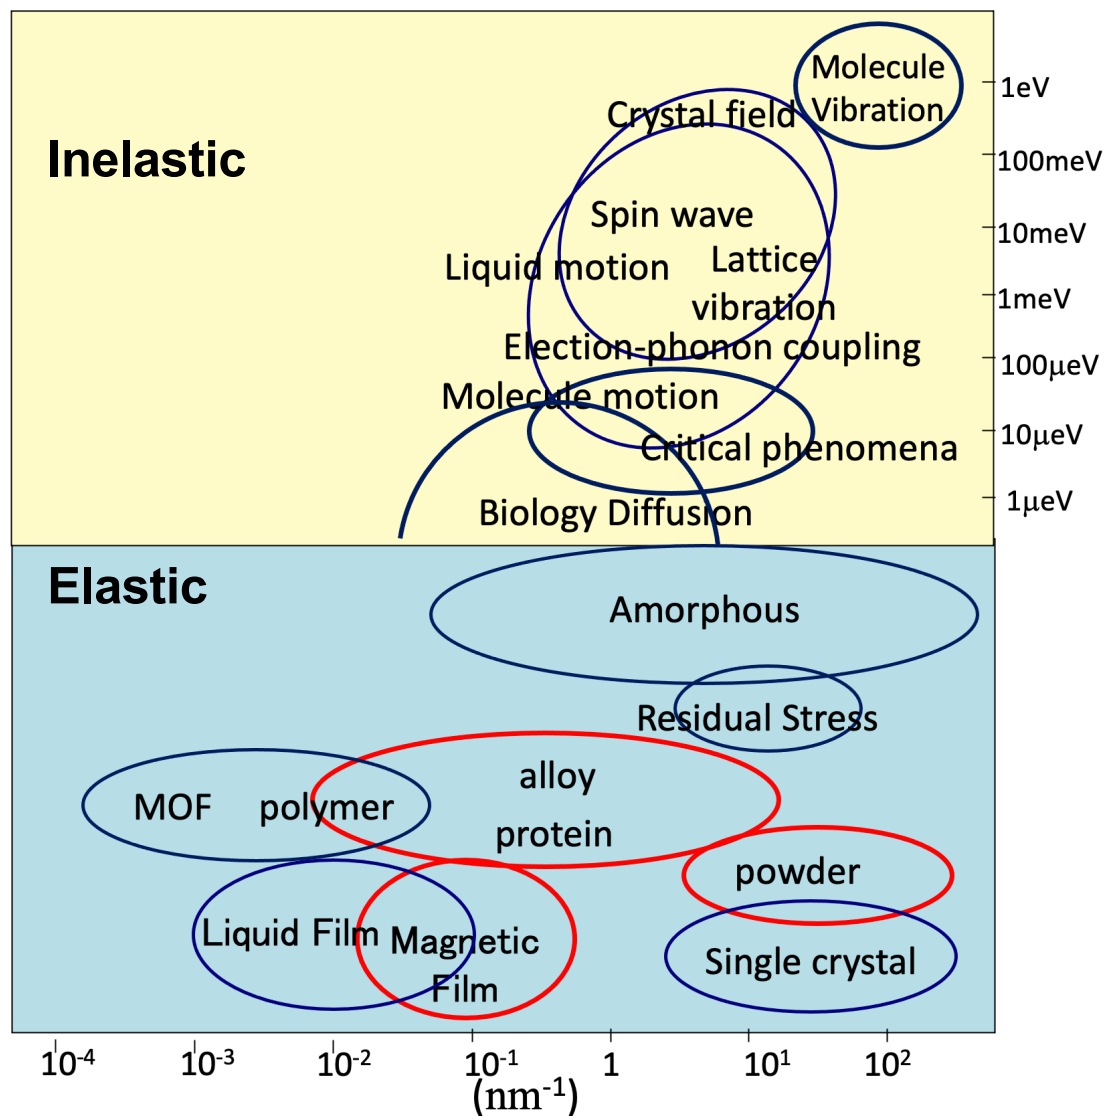 Molecule
Vibration
1eV
Crystal field
Inelastic
100meV
Spin wave
10meV
Liquid motion
Lattice
vibration
1meV
Election-phonon coupling
100μeV
Molecule motion
10μeV
Critical phenomena
1μeV
Biology Diffusion
Elastic
Amorphous
Residual Stress
alloy
MOF
polymer
protein
powder
Liquid Film
Magnetic
Film
Single crystal
10⁻⁴ 10⁻³ 10⁻² 10⁻¹ 1 10¹ 10²
(nm⁻¹)